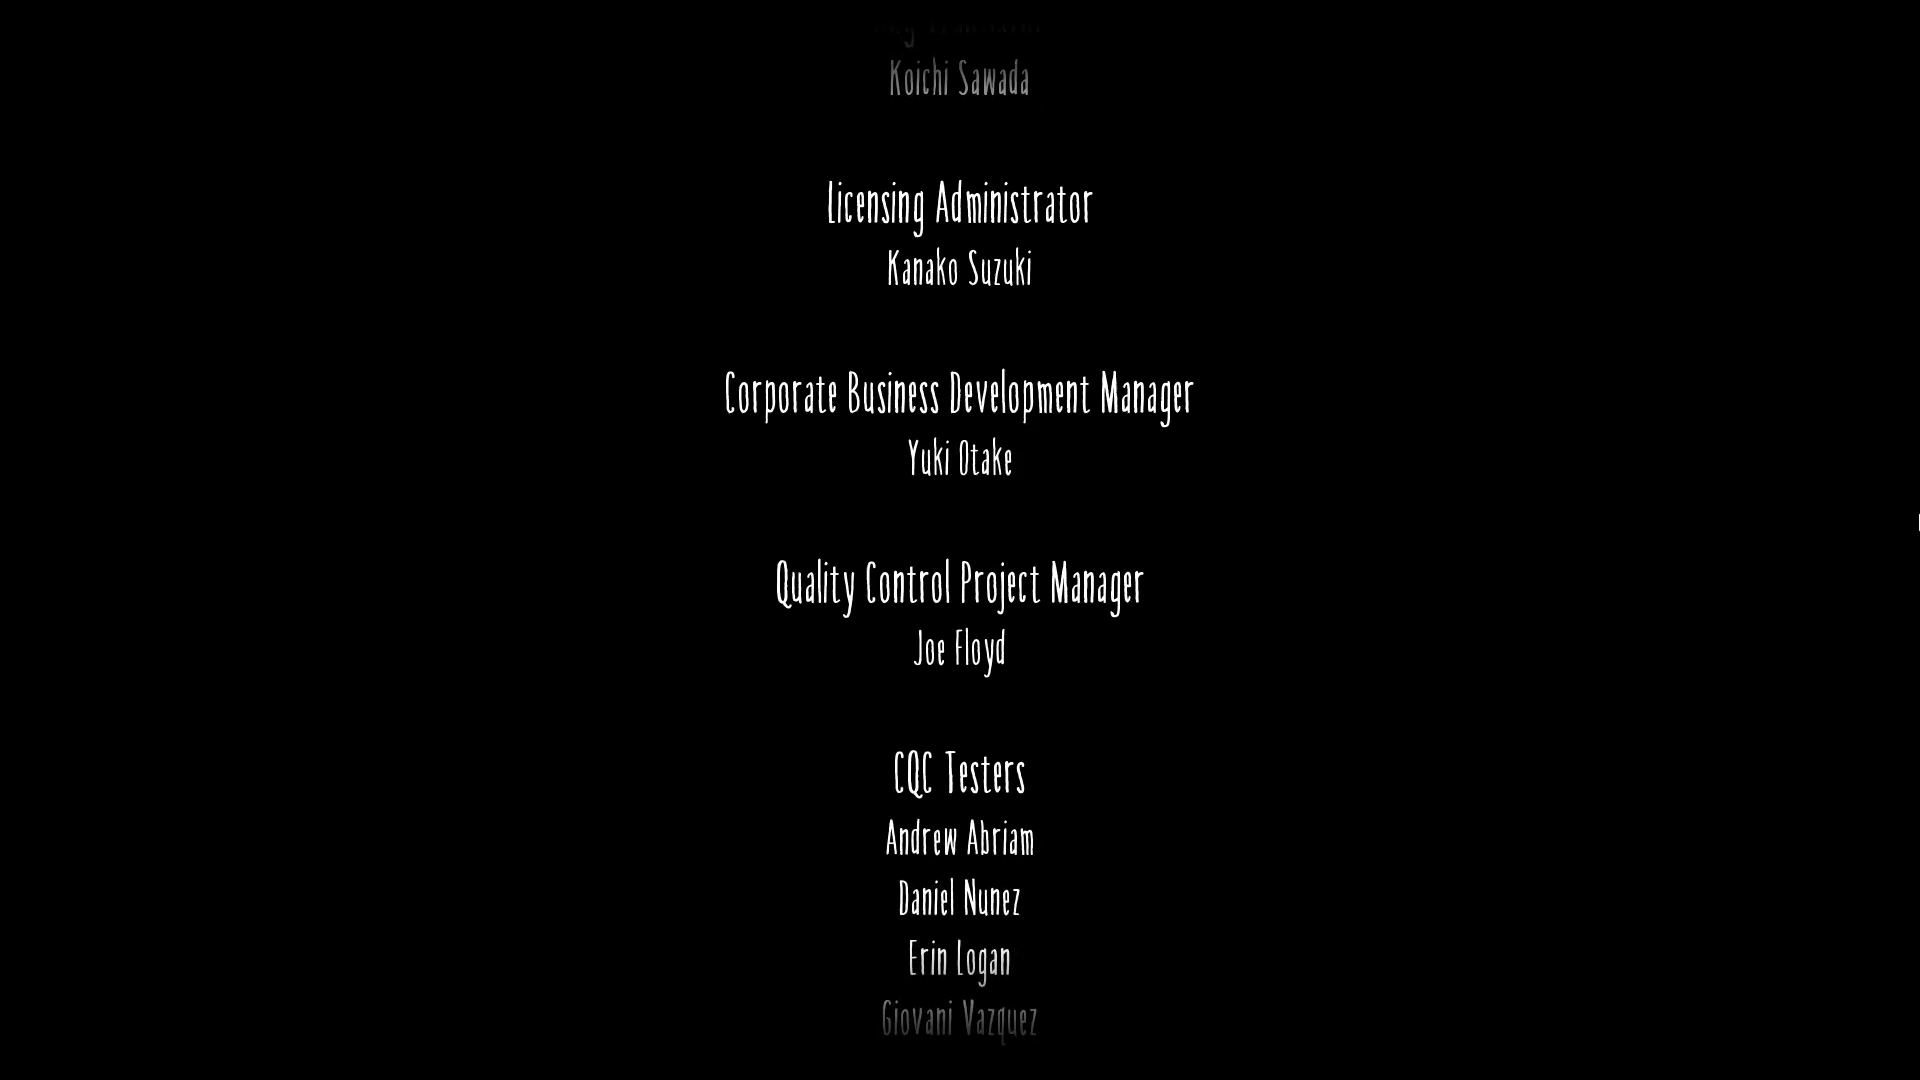 Koichi Sawada
Licensing Administrator
Kanako Suzuki
Corporate Business Development Manager
Yuki Otake
Quality Control Project Manager
Joe Floyd
CQC Testers
Andrew Abriam
Daniel Nunez
Erin Logan
Giovani Vazquez